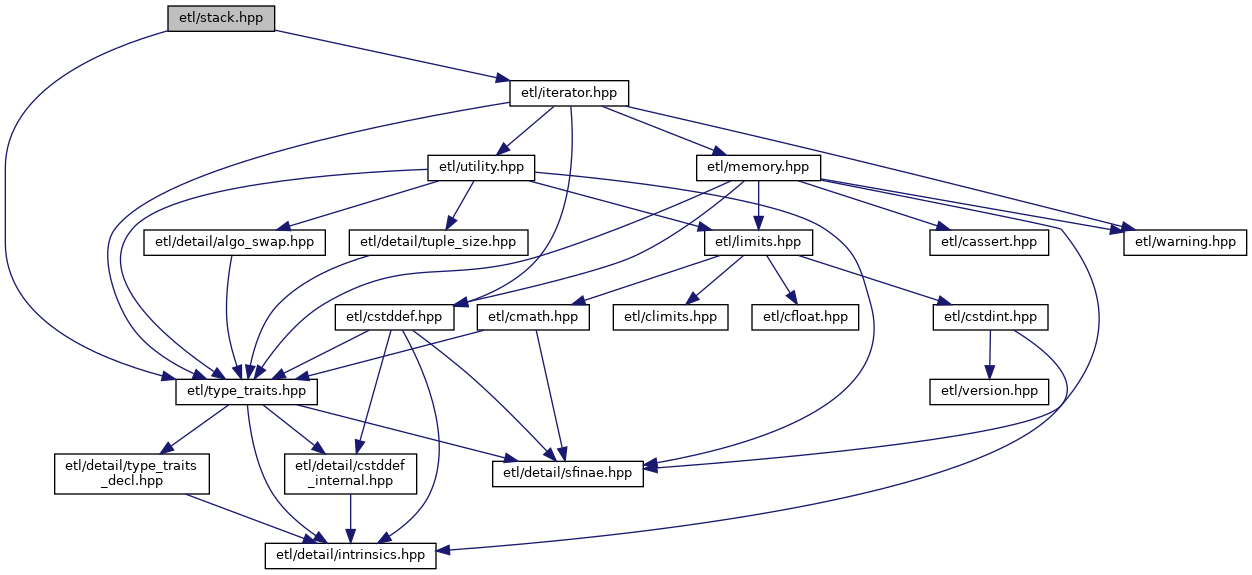 etl/stack.hpp
etl/iterator.hpp
etl/utility.hpp
etl/memory.hpp
etl/detail/algo_swap.hpp
etl/detail/tuple_size.hpp
etl/limits.hpp
etl/cassert.hpp
etl/warning.hpp
etl/cstddef.hpp
etl/cmath.hpp
etl/climits.hpp
etl/cfloat.hpp
etl/cstdint.hpp
etl/type_traits.hpp
etl/version.hpp
etl/detail/type_traits
_decl.hpp
etl/detail/cstddef
_internal.hpp
etl/detail/sfinae.hpp
etl/detail/intrinsics.hpp